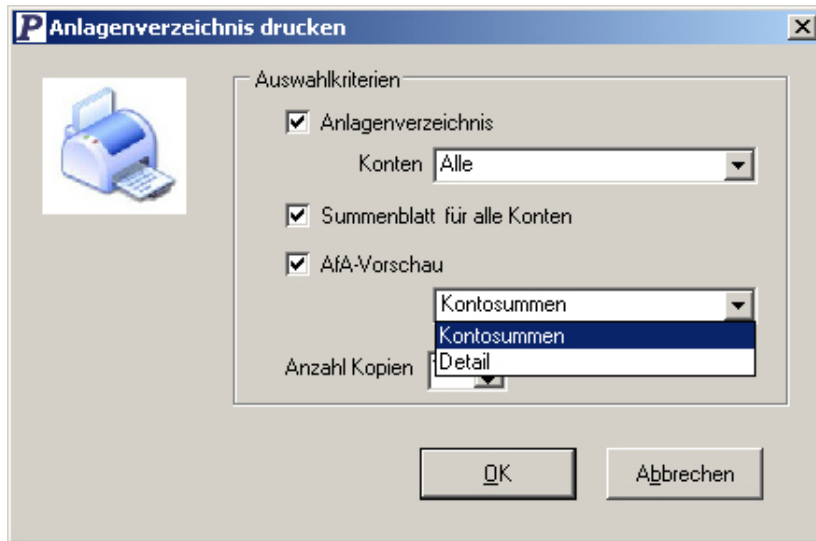 P Anlagenverzeichnis drucken
Auswahlkriterien
Anlagenverzeichnis
Konten Alle
Summenblatt für alle Konten
AfA-Vorschau
Kontosummen
Kontosummen
Detail
Anzahl Kopien
OK Abbrechen